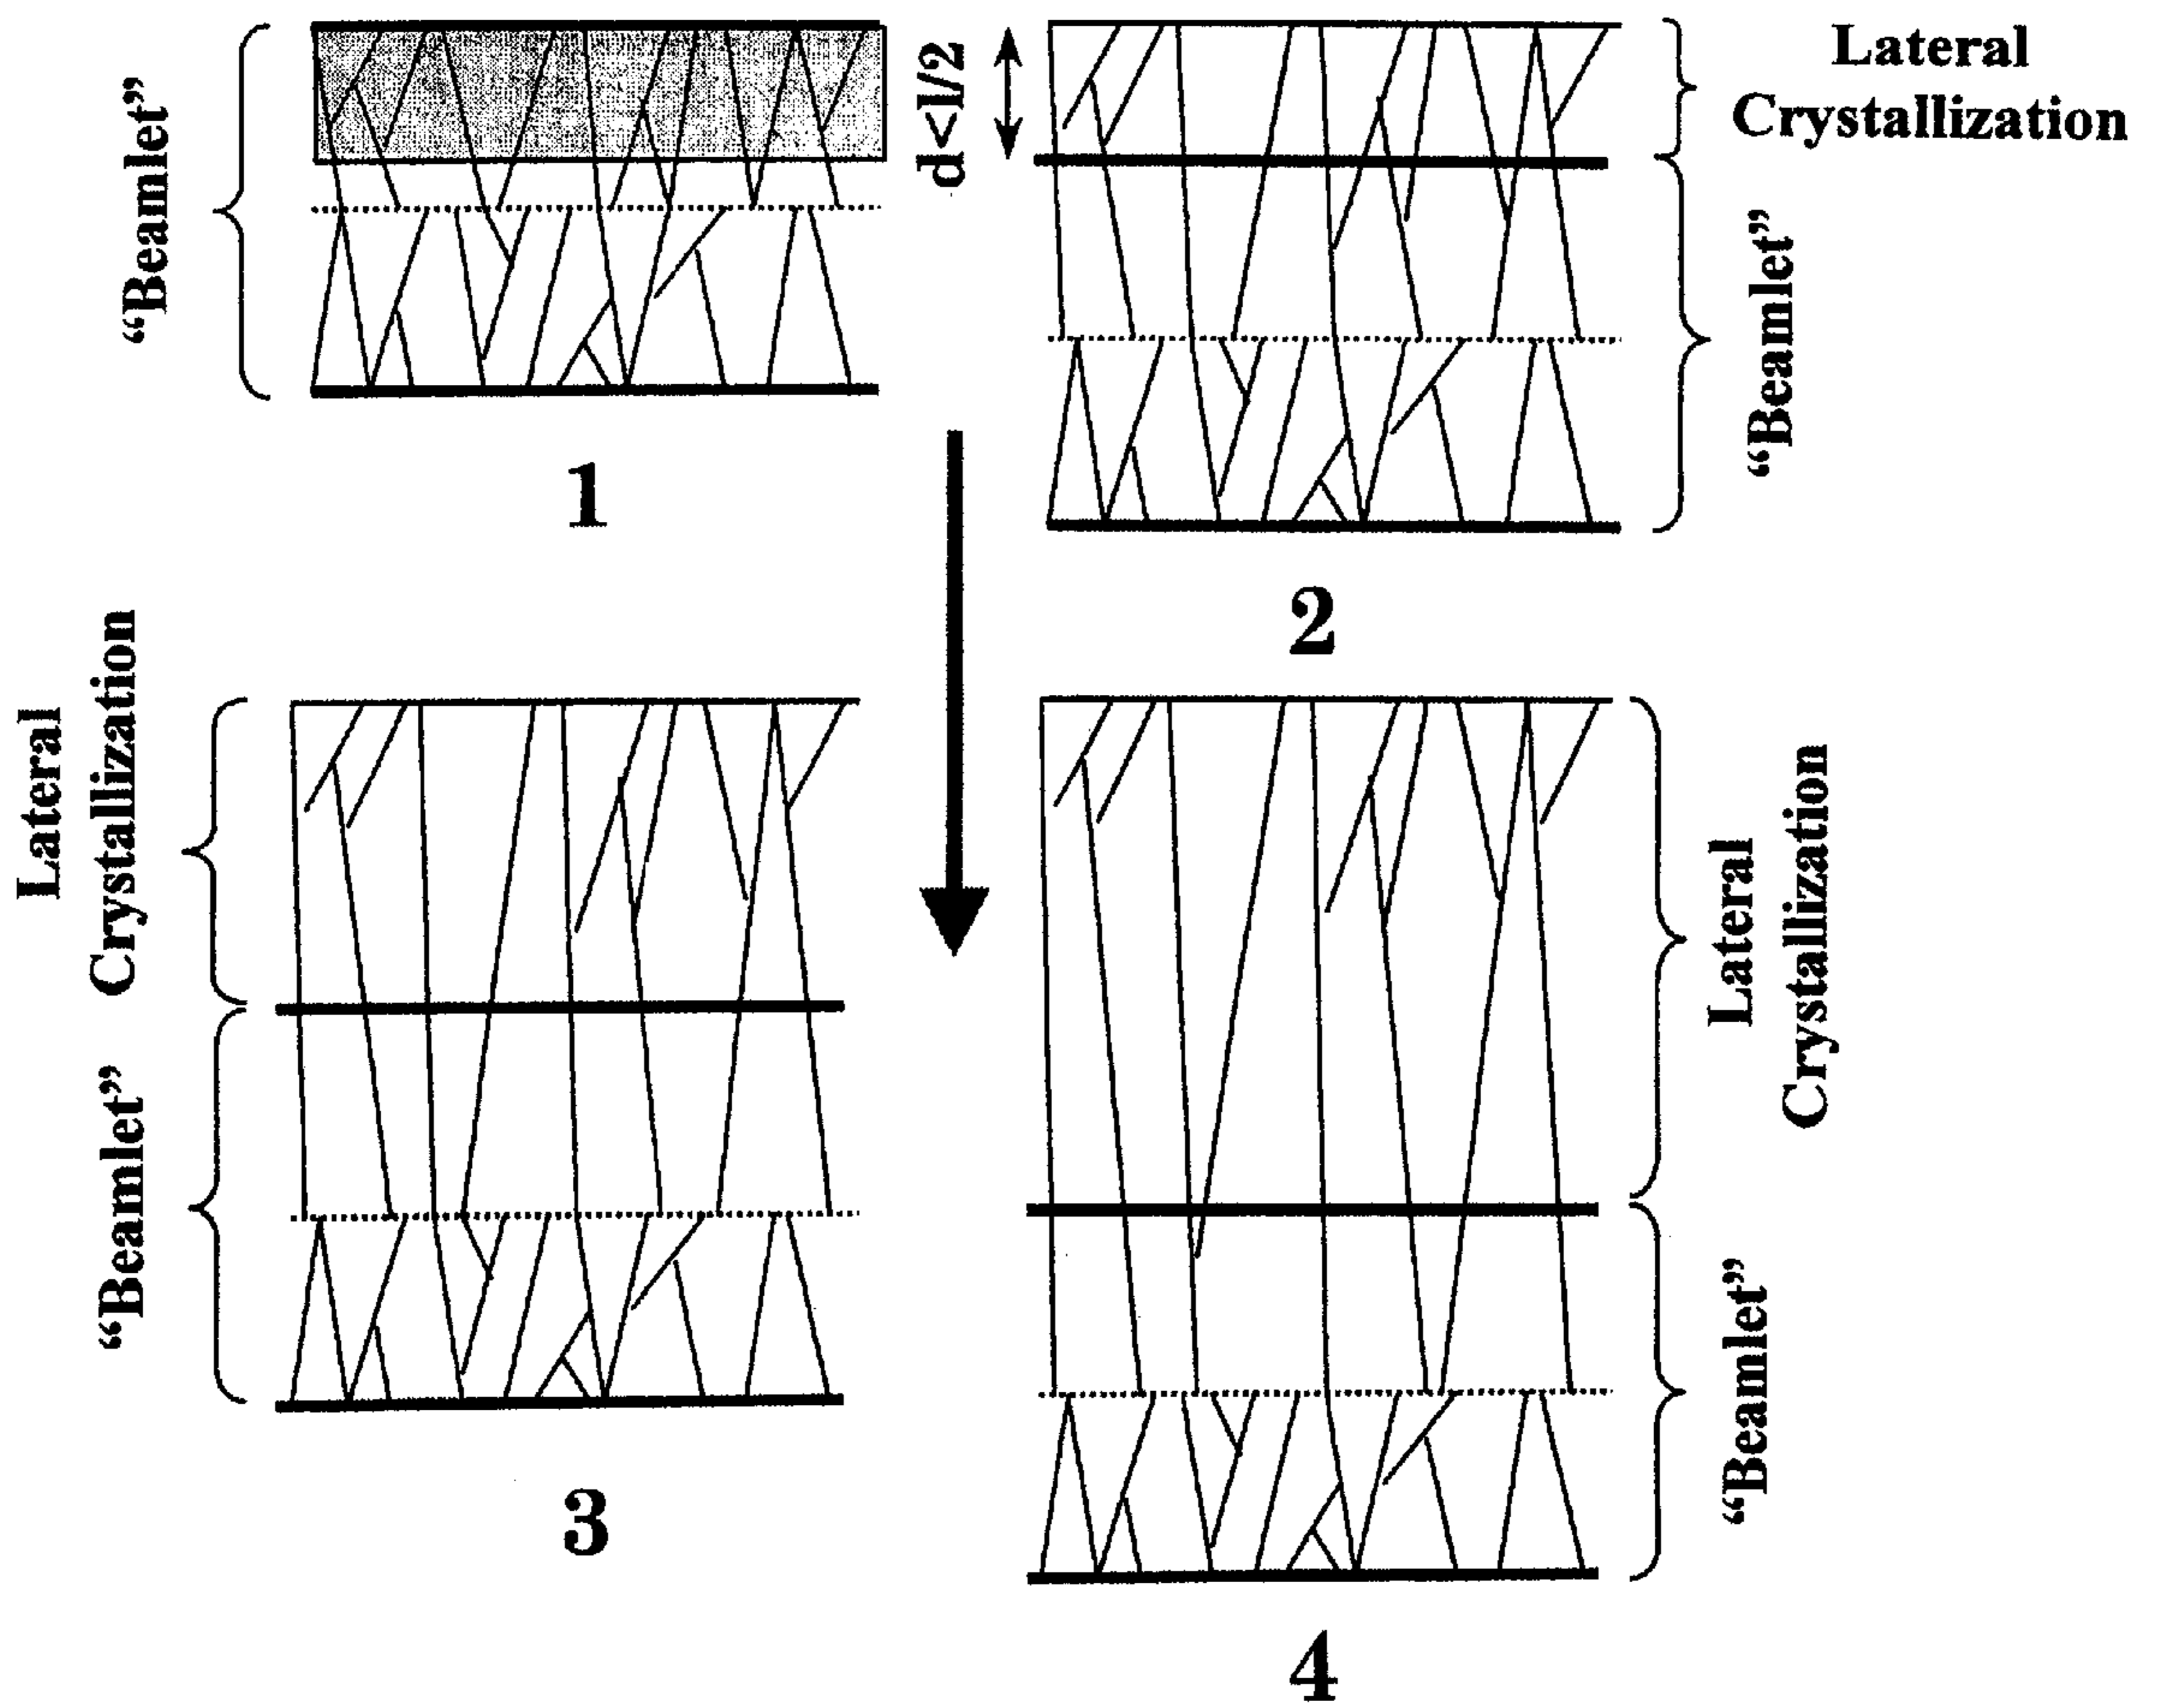 “Beamlet”
1
d<l/2
Lateral
Crystallization
“Beamlet”
2
Lateral
Crystallization
“Beamlet”
3
Lateral
Crystallization
“Beamlet”
4